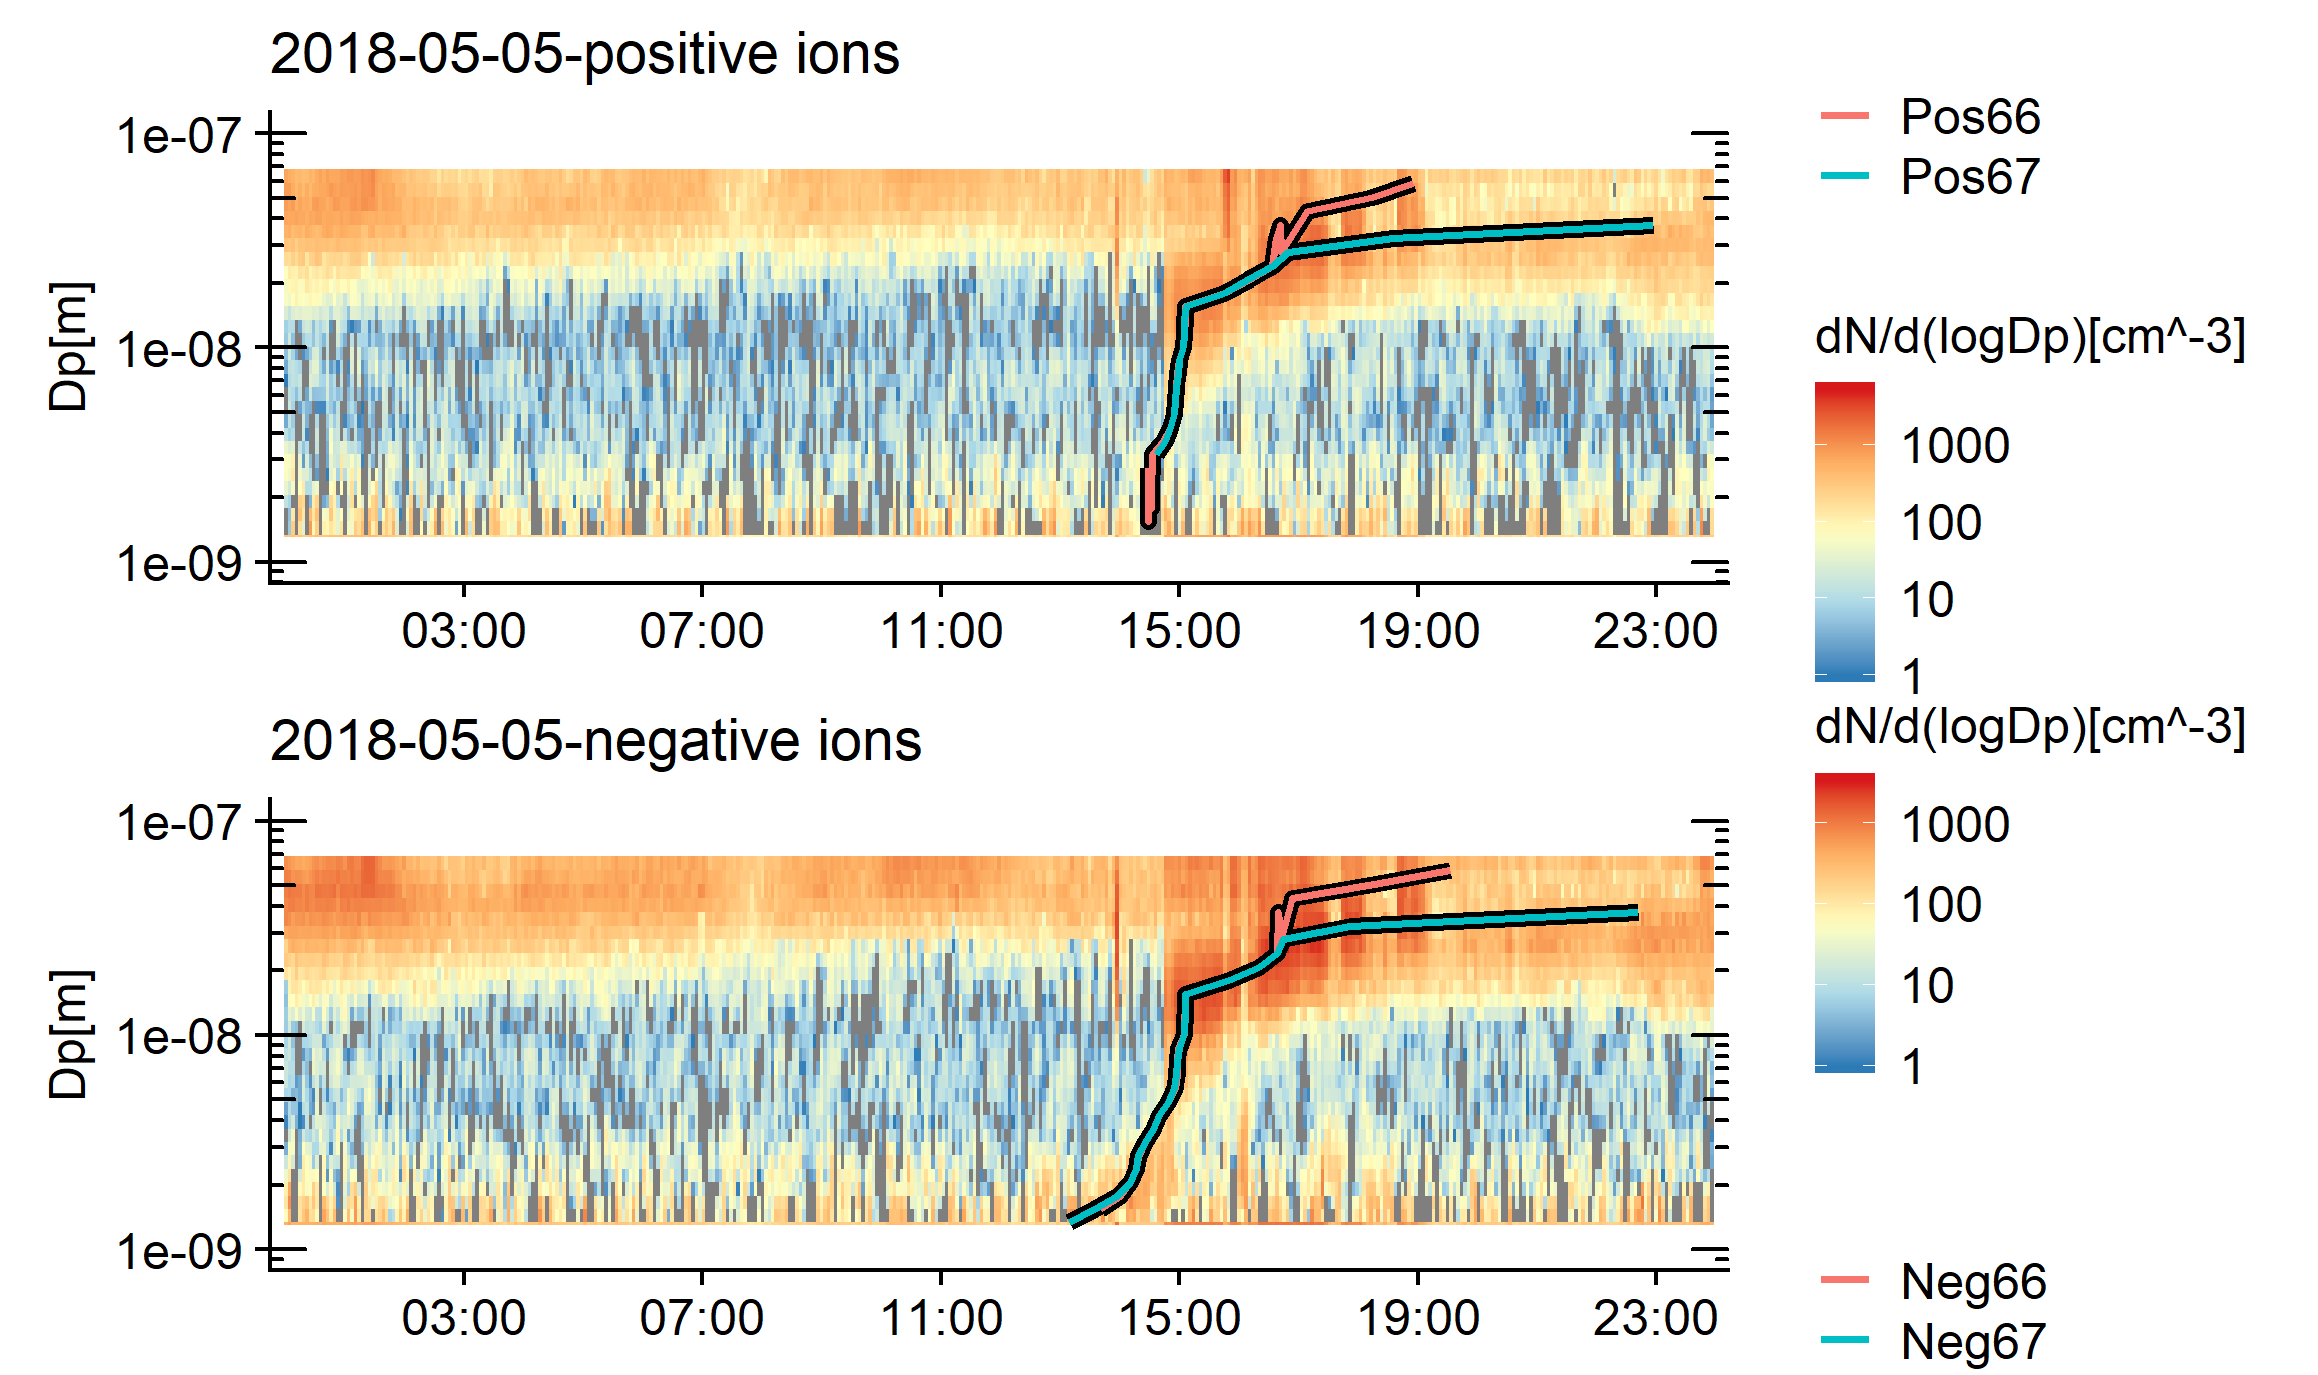 2018-05-05-positive ions
1e-07
1e-08
1e-09
Dp[m]
03:00 07:00 11:00 15:00 19:00 23:00
Pos66
Pos67
dN/d(logDp)[cm^-3]
1000
100
10
1
2018-05-05-negative ions
1e-07
1e-08
1e-09
Dp[m]
03:00 07:00 11:00 15:00 19:00 23:00
dN/d(logDp)[cm^-3]
1000
100
10
1
Neg66
Neg67